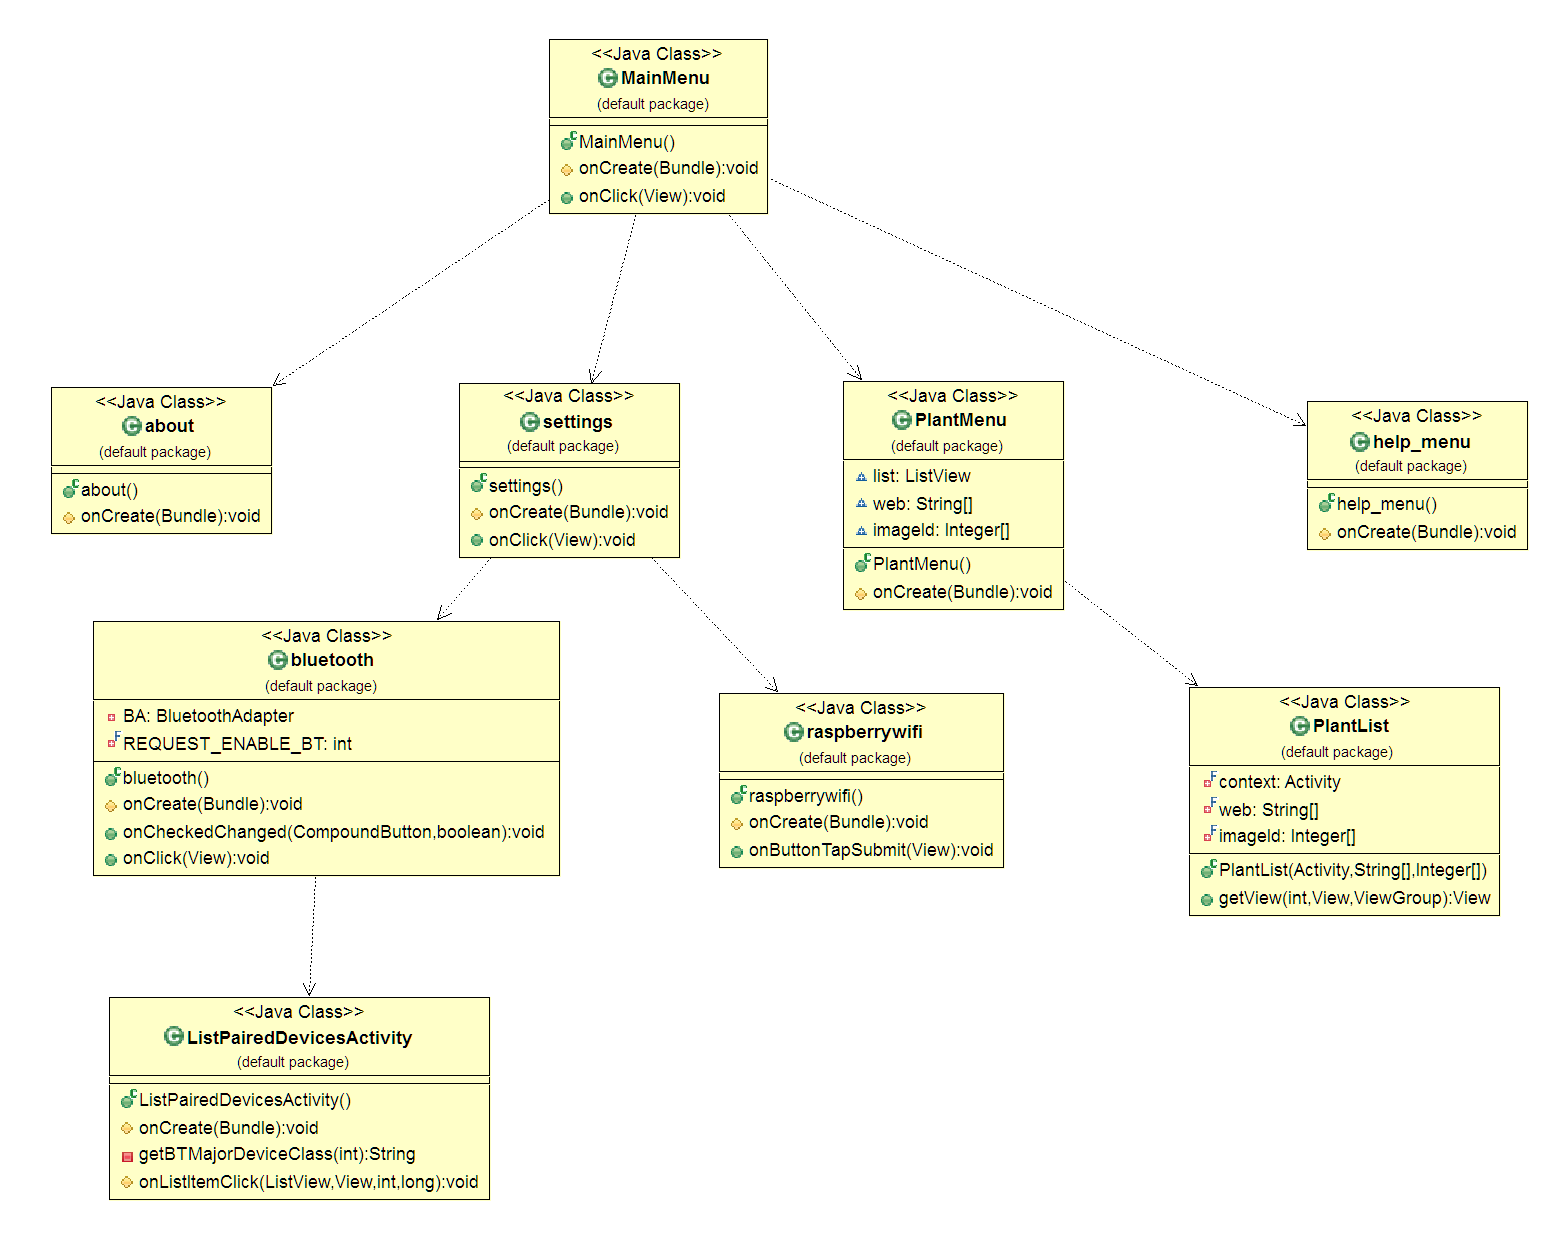 <<Java Class>>
MainMenu
(default package)
MainMenu()
onCreate(Bundle):void
onClick(View):void
<<Java Class>>
about
(default package)
about()
onCreate(Bundle):void
<<Java Class>>
settings
(default package)
settings()
onCreate(Bundle):void
onClick(View):void
<<Java Class>>
PlantMenu
(default package)
list: ListView
web: String[]
imageId: Integer[]
PlantMenu()
onCreate(Bundle):void
<<Java Class>>
help_menu
(default package)
help_menu()
onCreate(Bundle):void
<<Java Class>>
bluetooth
(default package)
BA: BluetoothAdapter
REQUEST_ENABLE_BT: int
bluetooth()
onCreate(Bundle):void
onCheckedChanged(CompoundButton,boolean):void
onClick(View):void
<<Java Class>>
raspberrywifi
(default package)
raspberrywifi()
onCreate(Bundle):void
onButtonTapSubmit(View):void
<<Java Class>>
PlantList
(default package)
context: Activity
web: String[]
imageId: Integer[]
PlantList(Activity,String[],Integer[])
getView(int,View,ViewGroup):View
<<Java Class>>
ListPairedDevicesActivity
(default package)
ListPairedDevicesActivity()
onCreate(Bundle):void
getBTMajorDeviceClass(int):String
onListItemClick(ListView,View,int,long):void